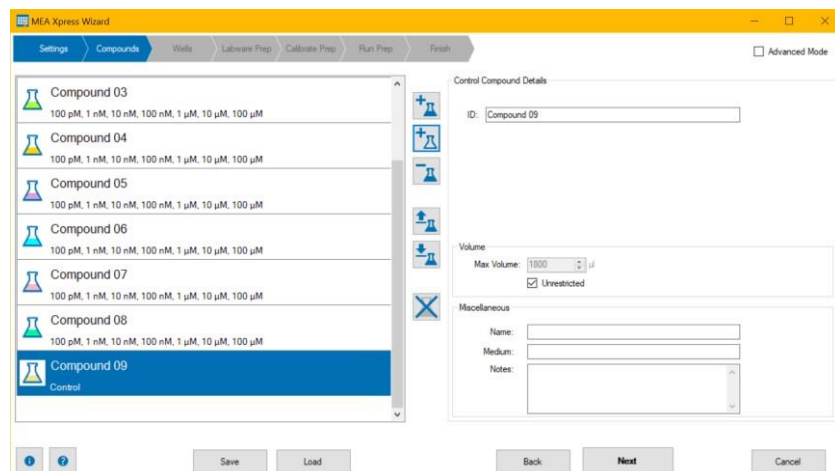 MEA Xpress Wizard
Settings
Compounds
Wells
Labware Prep
Calibrate Prep
Run Prep
Finish
Advanced Mode
Compound 03
100 pM, 1 nM, 10 nM, 100 nM, 1 µM, 10 µM, 100 µM
Compound 04
100 pM, 1 nM, 10 nM, 100 nM, 1 µM, 10 µM, 100 µM
Compound 05
100 pM, 1 nM, 10 nM, 100 nM, 1 µM, 10 µM, 100 µM
Compound 06
100 pM, 1 nM, 10 nM, 100 nM, 1 µM, 10 µM, 100 µM
Compound 07
100 pM, 1 nM, 10 nM, 100 nM, 1 µM, 10 µM, 100 µM
Compound 08
100 pM, 1 nM, 10 nM, 100 nM, 1 µM, 10 µM, 100 µM
Compound 09
Control
Control Compound Details
ID: Compound 09
Volume
Max Volume: 1800 µl
Unrestricted
Miscellaneous
Name:
Medium:
Notes:
Save
Load
Back
Next
Cancel